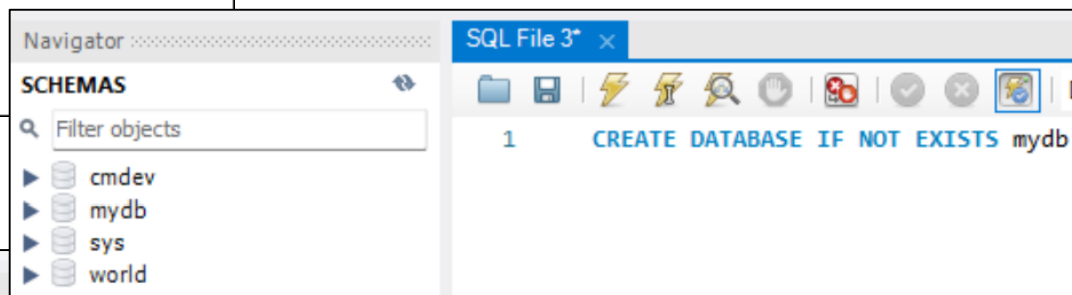 Navigator
SQL File 3*
SCHEMAS
Filter objects
1 CREATE DATABASE IF NOT EXISTS mydb
cmdev
mydb
sys
world